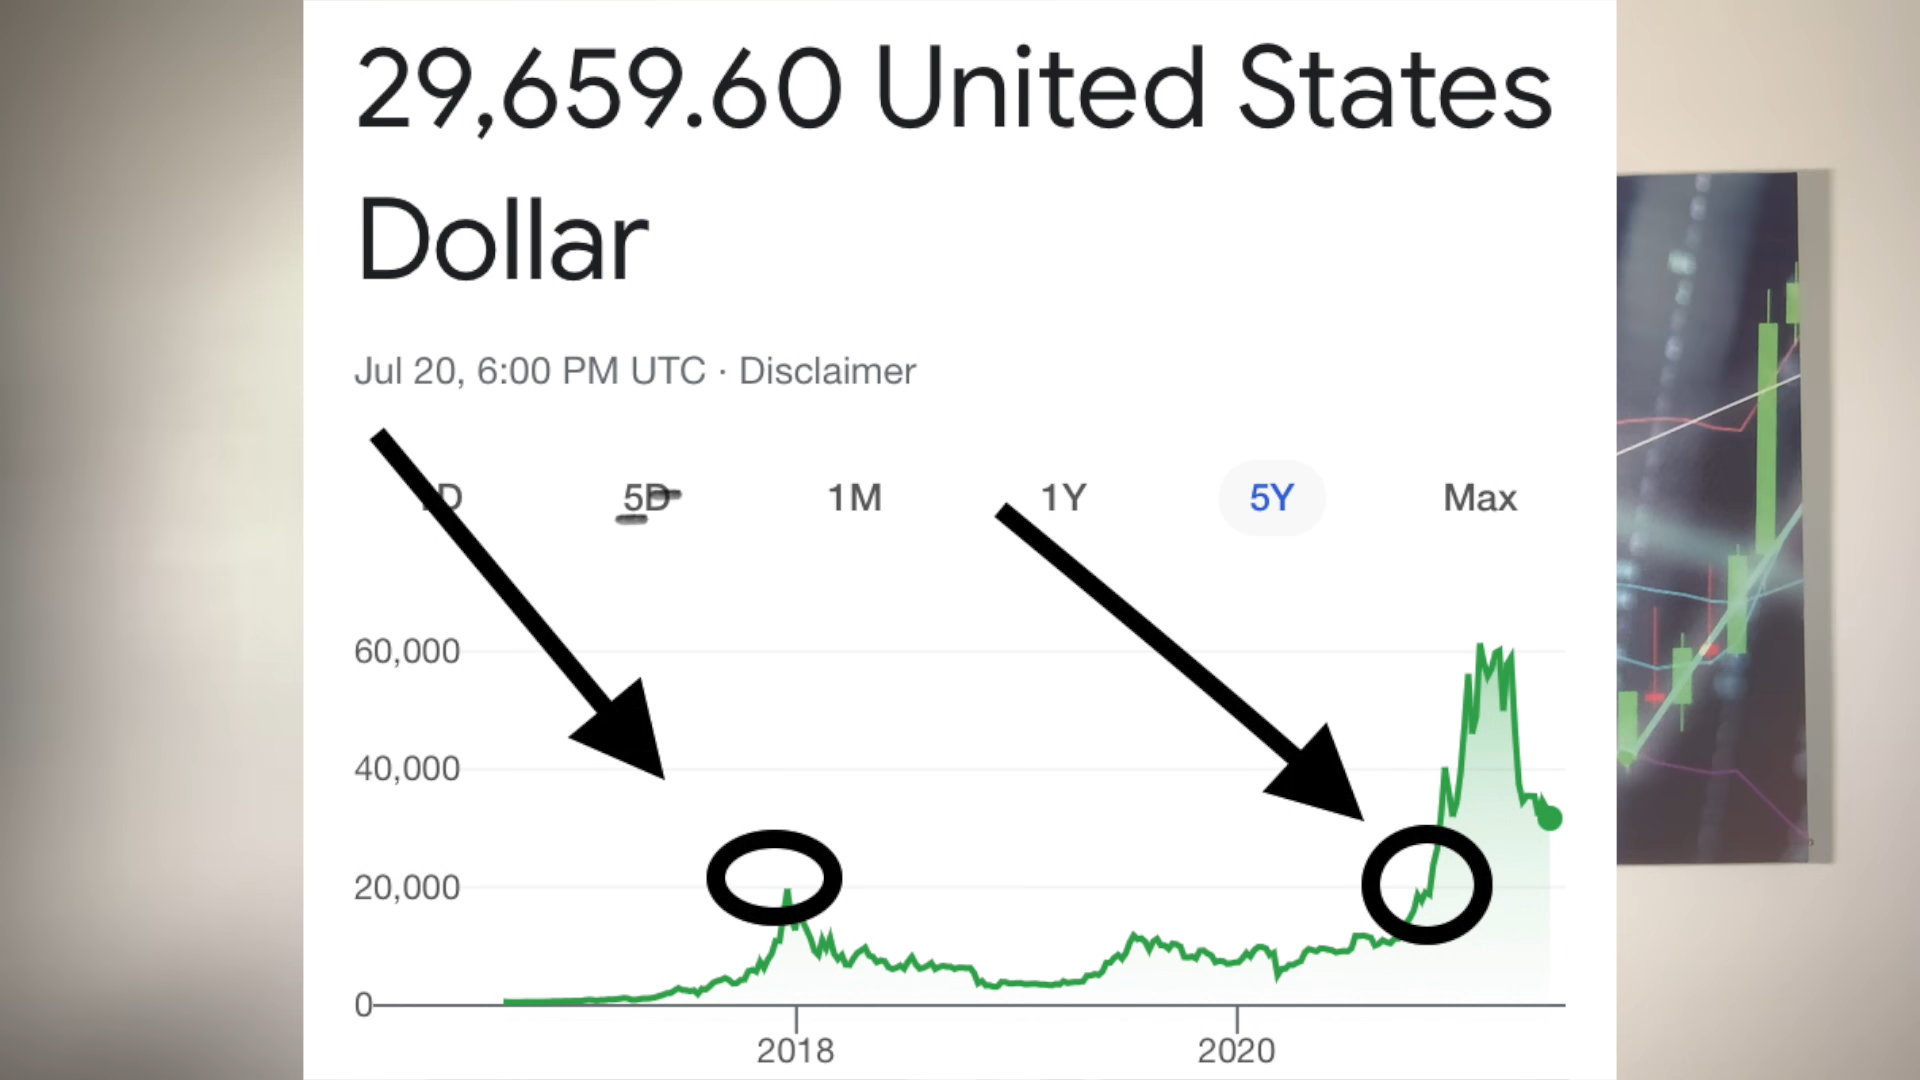 29,659.60 United States
Dollar
Jul 20, 6:00 PM UTC · Disclaimer
D 5D 1M 1Y 5Y Max
60,000
40,000
20,000
0
2018 2020